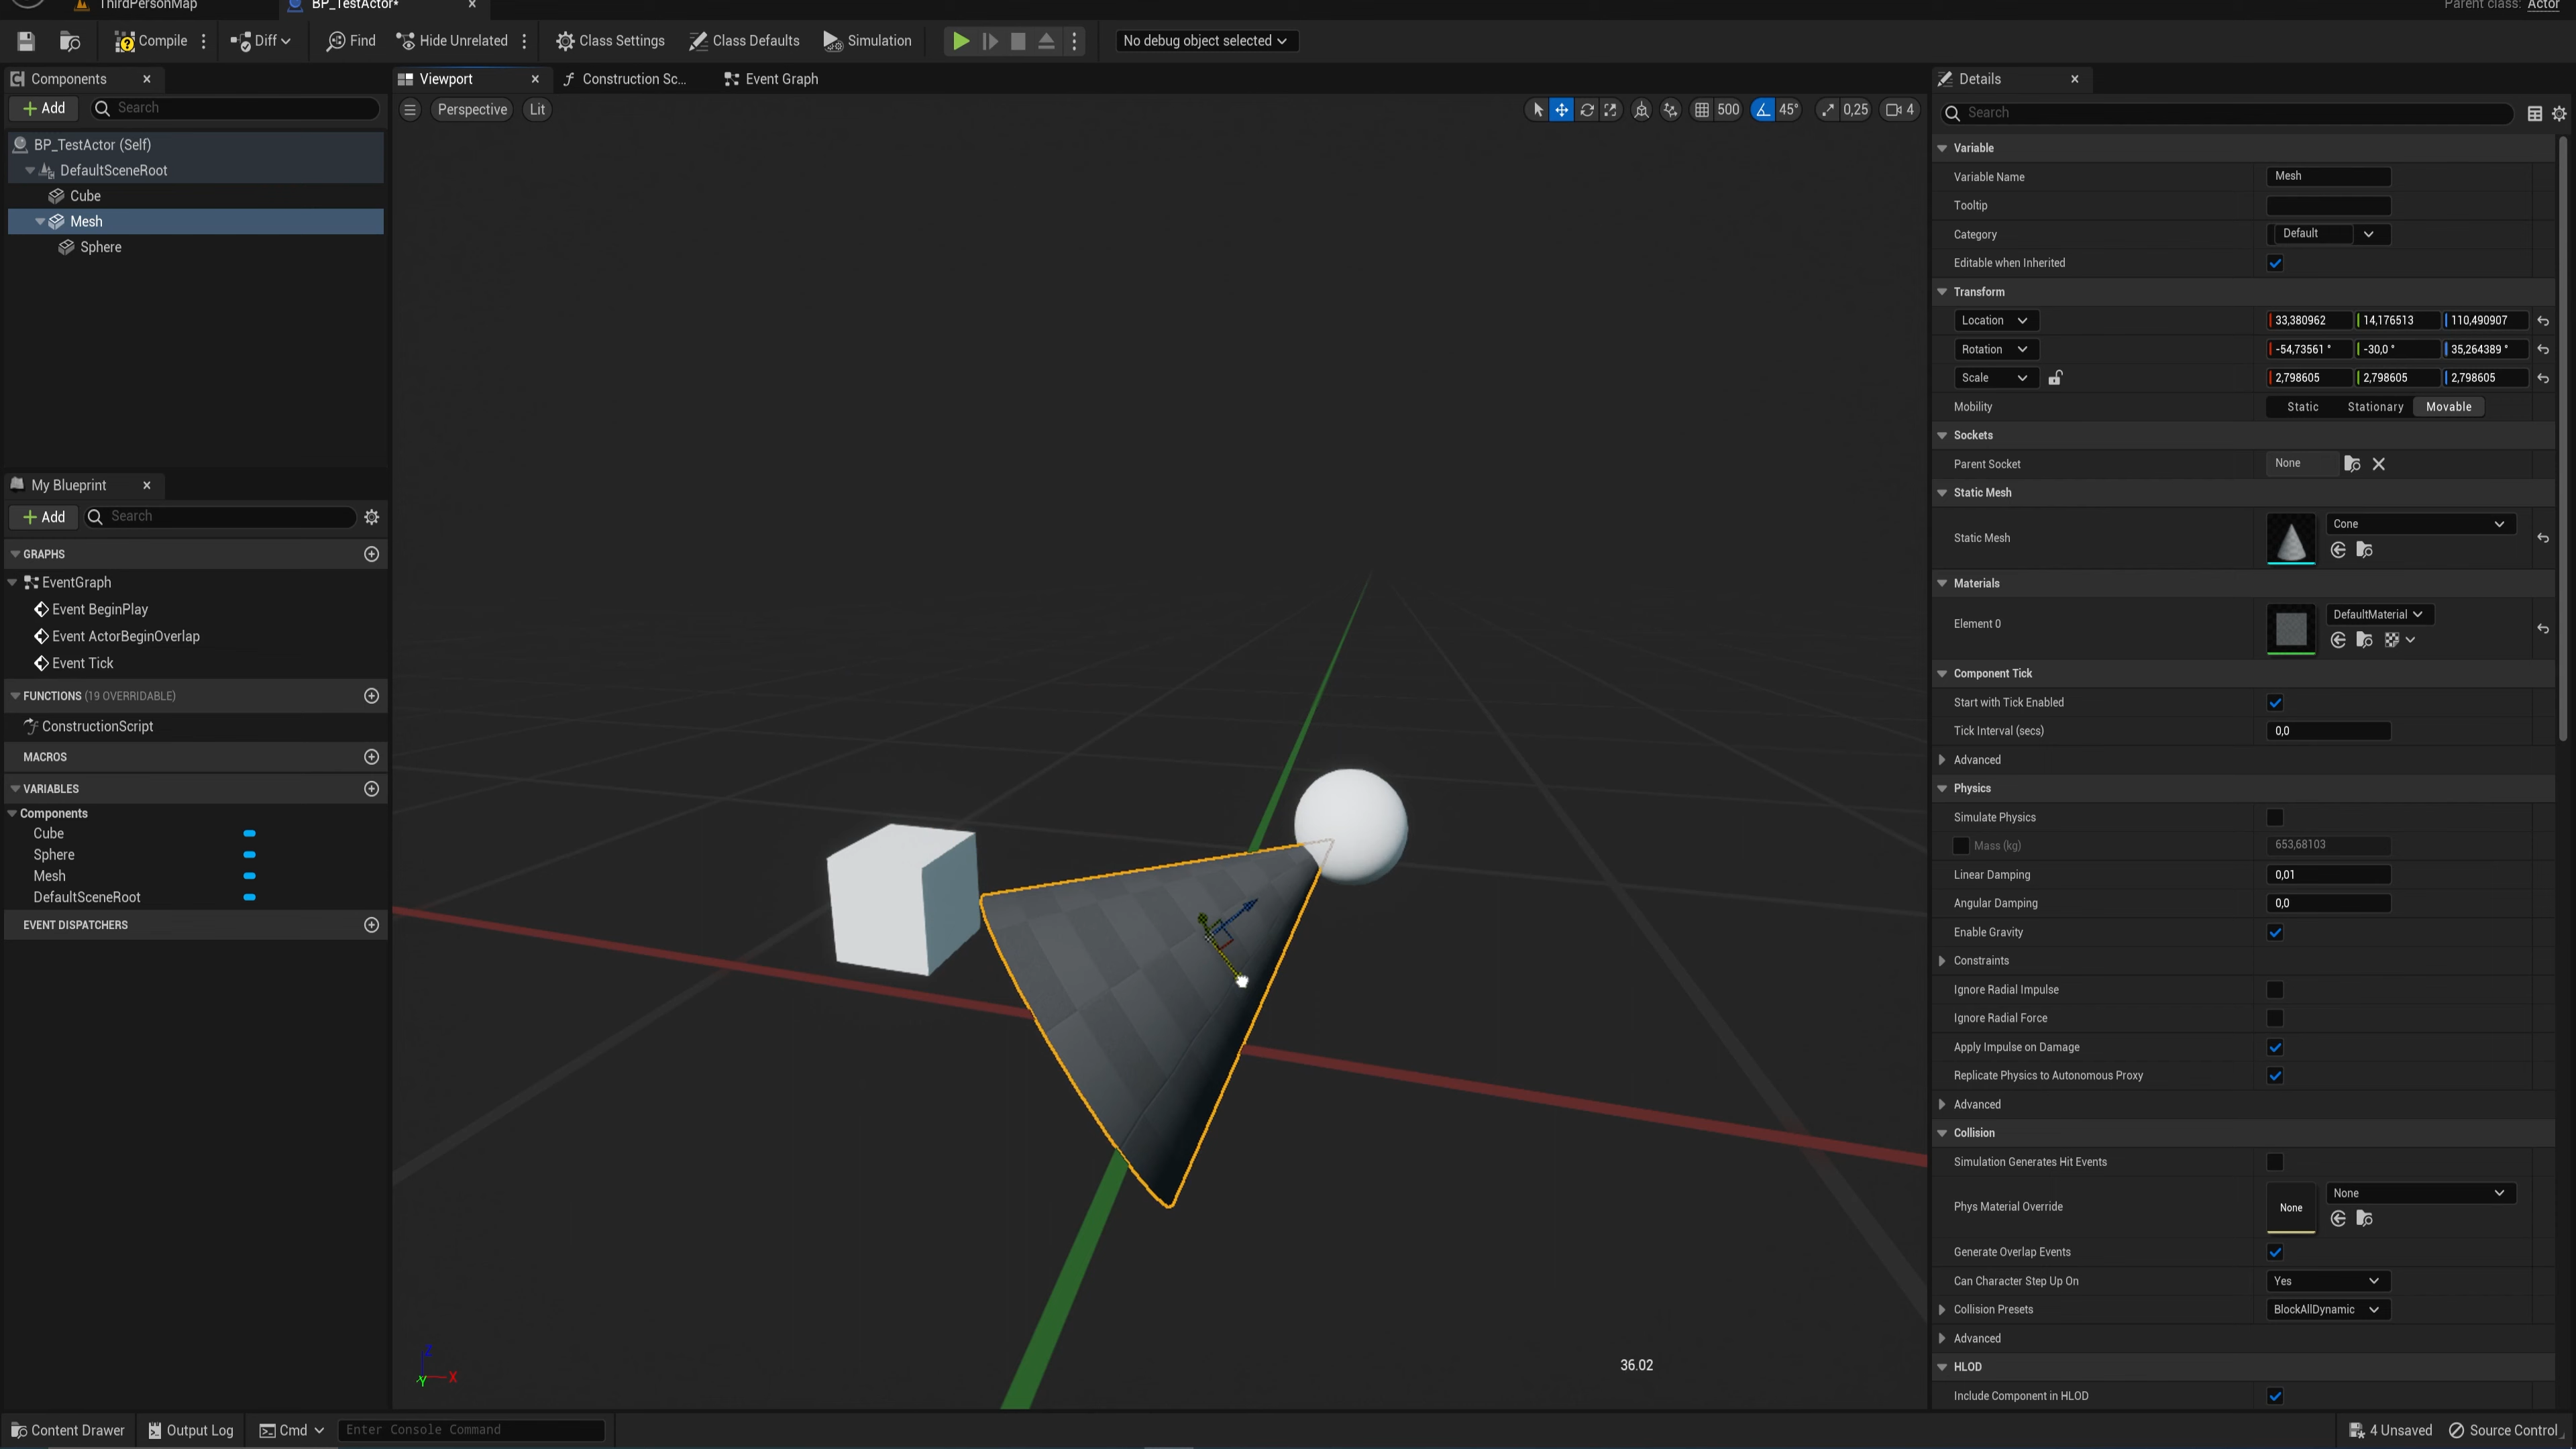 ThirdPersonMap
BP_TestActor*
Parent class: Actor
Compile
Diff
Find
Hide Unrelated
Class Settings
Class Defaults
Simulation
No debug object selected
Components
Add
Search
BP_TestActor (Self)
DefaultSceneRoot
Cube
Mesh
Sphere
My Blueprint
Add
Search
GRAPHS
EventGraph
Event BeginPlay
Event ActorBeginOverlap
Event Tick
FUNCTIONS (19 OVERRIDABLE)
ConstructionScript
MACROS
VARIABLES
Components
Cube
Sphere
Mesh
DefaultSceneRoot
EVENT DISPATCHERS
Viewport
Construction Sc...
Event Graph
Perspective
Lit
500
45°
0,25
4
Z
Y
X
36.02
Details
Search
Variable
Variable Name Mesh
Tooltip
Category Default
Editable when Inherited
Transform
Location 33,380962 14,176513 110,490907
Rotation -54,73561 ° -30,0 ° 35,264389 °
Scale 2,798605 2,798605 2,798605
Mobility Static Stationary Movable
Sockets
Parent Socket None
Static Mesh
Static Mesh Cone
Materials
Element 0 DefaultMaterial
Component Tick
Start with Tick Enabled
Tick Interval (secs) 0,0
Advanced
Physics
Simulate Physics
Mass (kg) 653,68103
Linear Damping 0,01
Angular Damping 0,0
Enable Gravity
Constraints
Ignore Radial Impulse
Ignore Radial Force
Apply Impulse on Damage
Replicate Physics to Autonomous Proxy
Advanced
Collision
Simulation Generates Hit Events
Phys Material Override None None
Generate Overlap Events
Can Character Step Up On Yes
Collision Presets BlockAllDynamic
Advanced
HLOD
Include Component in HLOD
Content Drawer
Output Log
Cmd
Enter Console Command
4 Unsaved
Source Control